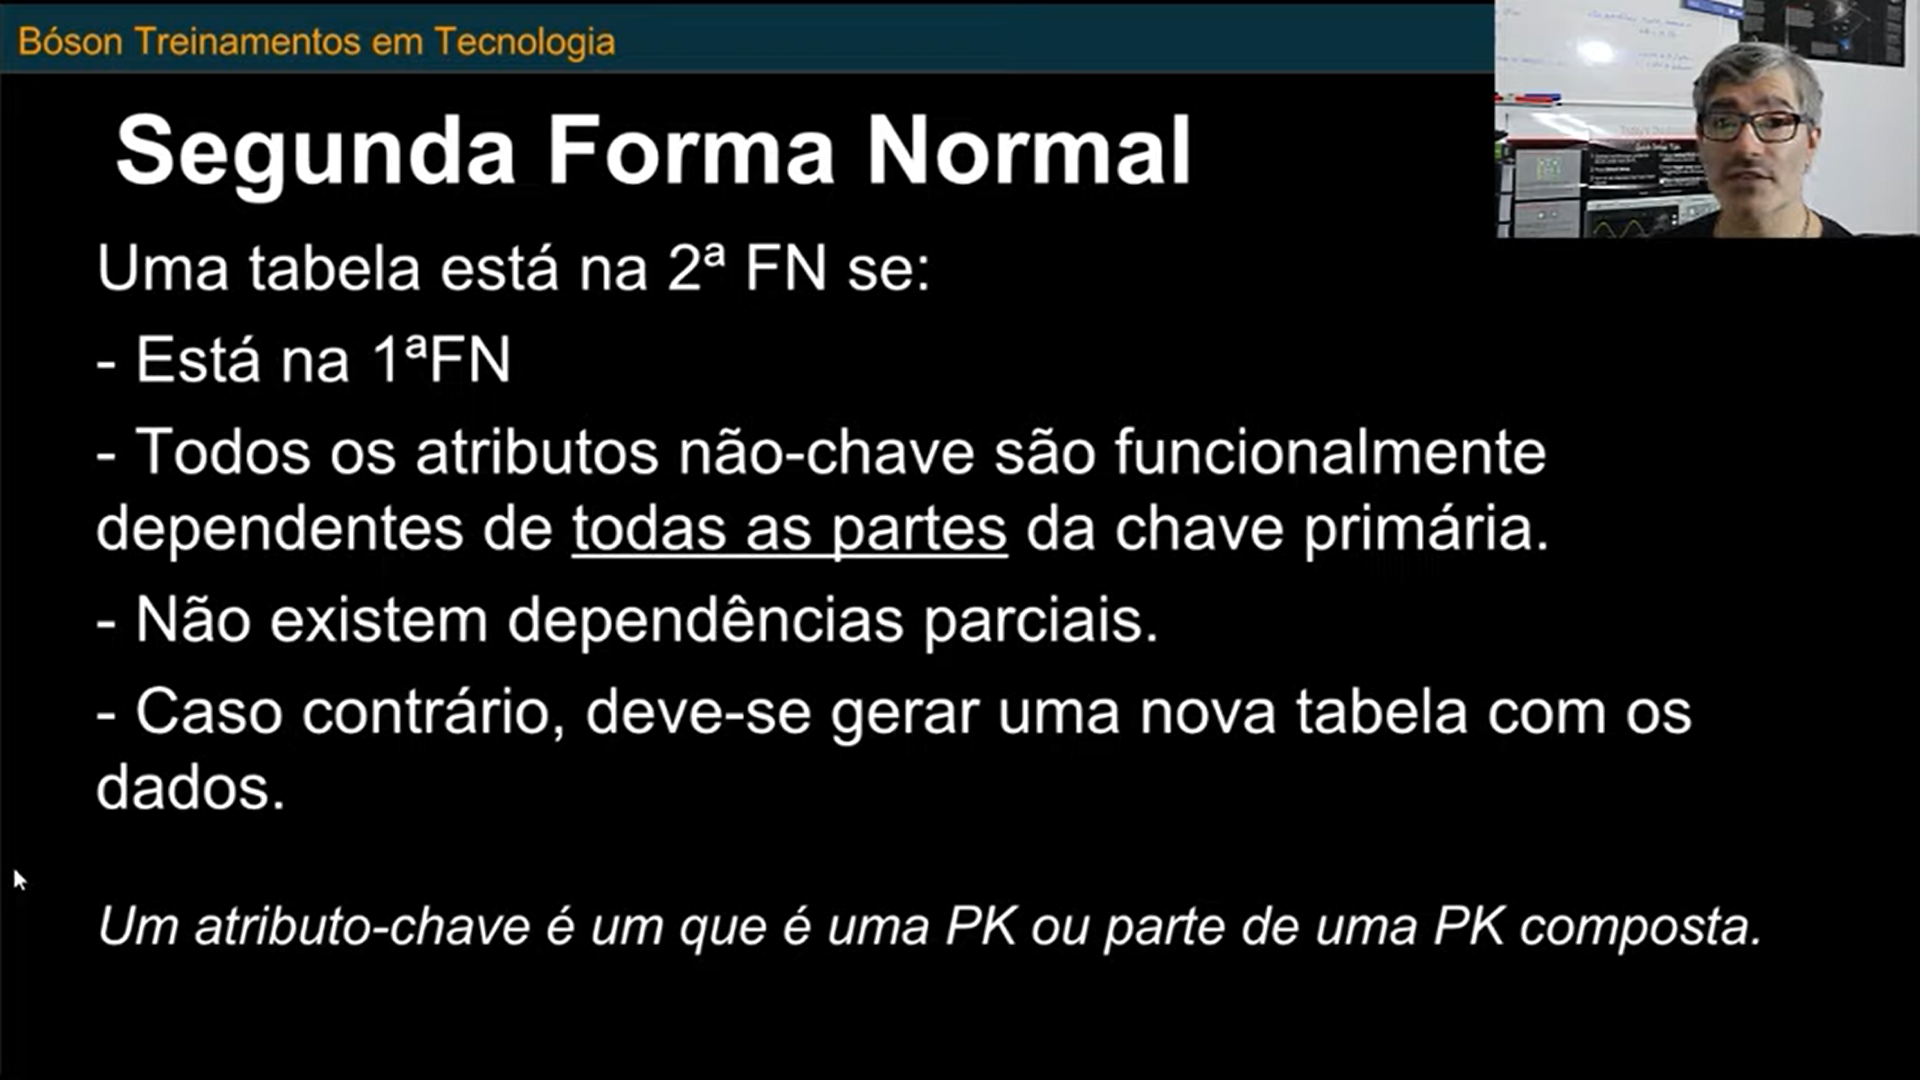 Bóson Treinamentos em Tecnologia
Segunda Forma Normal
Uma tabela está na 2ª FN se:
- Está na 1ªFN
- Todos os atributos não-chave são funcionalmente
dependentes de todas as partes da chave primária.
- Não existem dependências parciais.
- Caso contrário, deve-se gerar uma nova tabela com os
dados.
Um atributo-chave é um que é uma PK ou parte de uma PK composta.